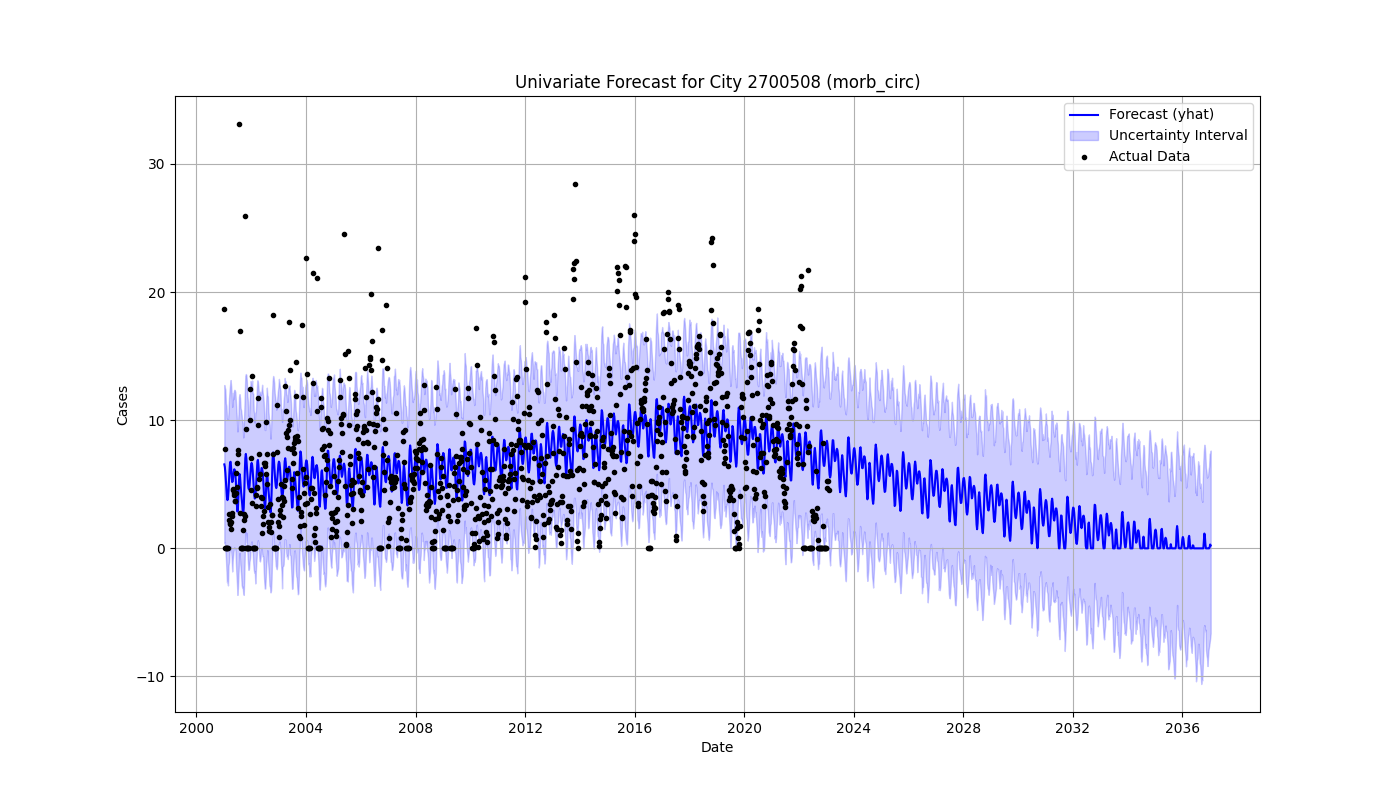 Univariate Forecast for City 2700508 (morb_circ)
Forecast (yhat)
Uncertainty Interval
Actual Data
Cases
30
20
10
0
−10
2000 2004 2008 2012 2016 2020 2024 2028 2032 2036
Date